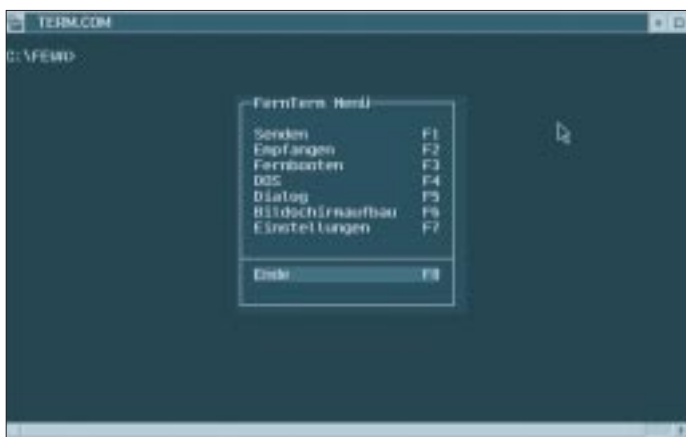 TERM.COM
C:\FEWO>
FernTerm Menü
Senden F1
Empfangen F2
Fernbooten F3
DOS F4
Dialog F5
Bildschirmaufbau F6
Einstellungen F7
Ende F8